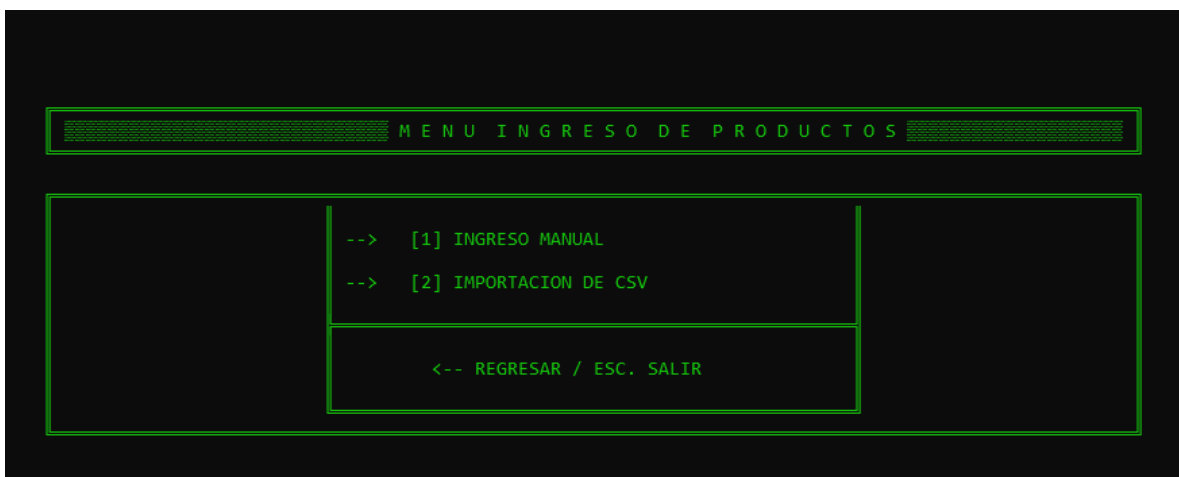 M E N U  I N G R E S O  D E  P R O D U C T O S
--> [1] INGRESO MANUAL
--> [2] IMPORTACION DE CSV
<-- REGRESAR / ESC. SALIR